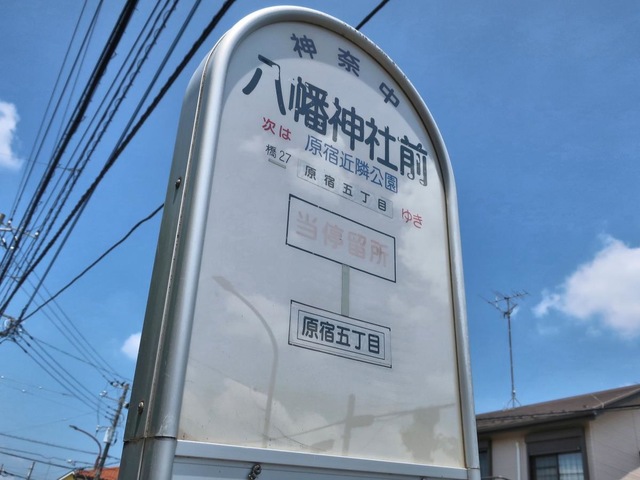 神奈中
八幡神社前
次は 原宿近隣公園
橋27 原宿五丁目 ゆき
当停留所
原宿五丁目